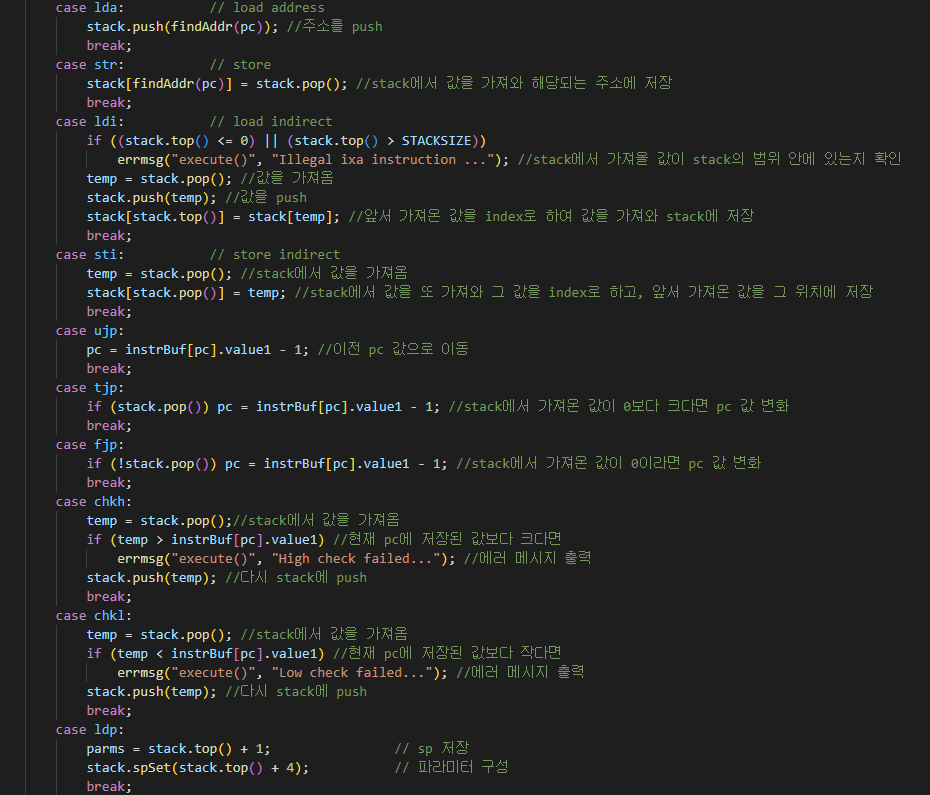 case lda:           // load address
    stack.push(findAddr(pc)); //주소를 push
    break;
case str:           // store
    stack[findAddr(pc)] = stack.pop(); //stack에서 값을 가져와 해당되는 주소에 저장
    break;
case ldi:           // load indirect
    if ((stack.top() <= 0) || (stack.top() > STACKSIZE))
        errmsg("execute()", "Illegal ixa instruction ..."); //stack에서 가져올 값이 stack의 범위 안에 있는지 확인
    temp = stack.pop(); //값을 가져옴
    stack.push(temp); //값을 push
    stack[stack.top()] = stack[temp]; //앞서 가져온 값을 index로 하여 값을 가져와 stack에 저장
    break;
case sti:           // store indirect
    temp = stack.pop(); //stack에서 값을 가져옴
    stack[stack.pop()] = temp; //stack에서 값을 또 가져와 그 값을 index로 하고, 앞서 가져온 값을 그 위치에 저장
    break;
case ujp:
    pc = instrBuf[pc].value1 - 1; //이전 pc 값으로 이동
    break;
case tjp:
    if (stack.pop()) pc = instrBuf[pc].value1 - 1; //stack에서 가져온 값이 0보다 크다면 pc 값 변화
    break;
case fjp:
    if (!stack.pop()) pc = instrBuf[pc].value1 - 1; //stack에서 가져온 값이 0이라면 pc 값 변화
    break;
case chkh:
    temp = stack.pop();//stack에서 값을 가져옴
    if (temp > instrBuf[pc].value1) //현재 pc에 저장된 값보다 크다면
        errmsg("execute()", "High check failed..."); //에러 메시지 출력
    stack.push(temp); //다시 stack에 push
    break;
case chkl:
    temp = stack.pop(); //stack에서 값을 가져옴
    if (temp < instrBuf[pc].value1) //현재 pc에 저장된 값보다 작다면
        errmsg("execute()", "Low check failed..."); //에러 메시지 출력
    stack.push(temp); //다시 stack에 push
    break;
case ldp:
    parms = stack.top() + 1;                // sp 저장
    stack.spSet(stack.top() + 4);           // 파라미터 구성
    break;